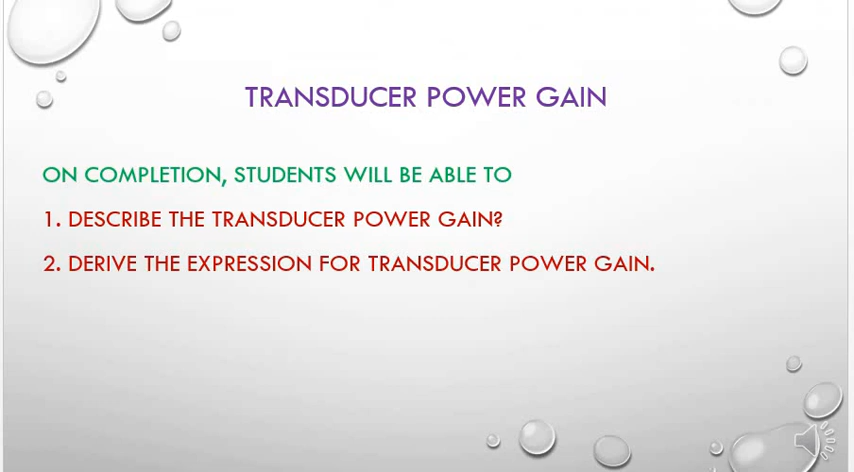 TRANSDUCER POWER GAIN
ON COMPLETION, STUDENTS WILL BE ABLE TO
1. DESCRIBE THE TRANSDUCER POWER GAIN?
2. DERIVE THE EXPRESSION FOR TRANSDUCER POWER GAIN.